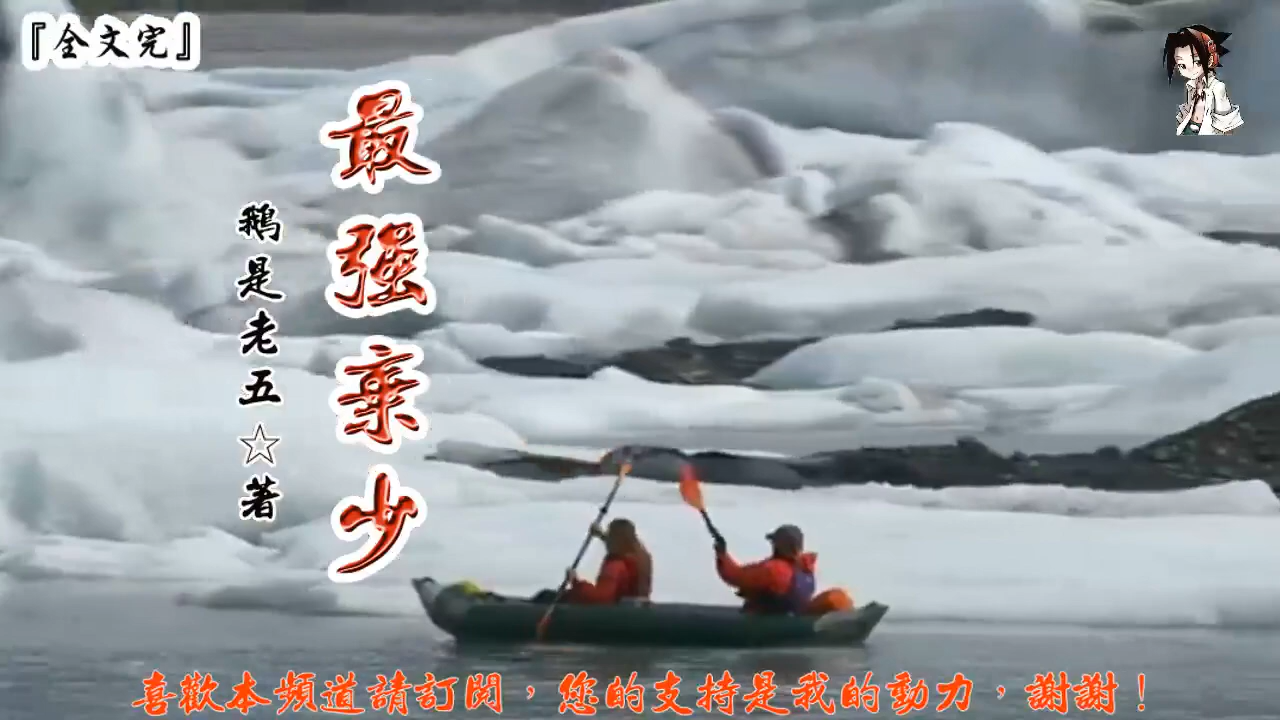 『全文完』
最強棄少
鵝是老五☆著
喜歡本頻道請訂閱，您的支持是我的動力，謝謝！